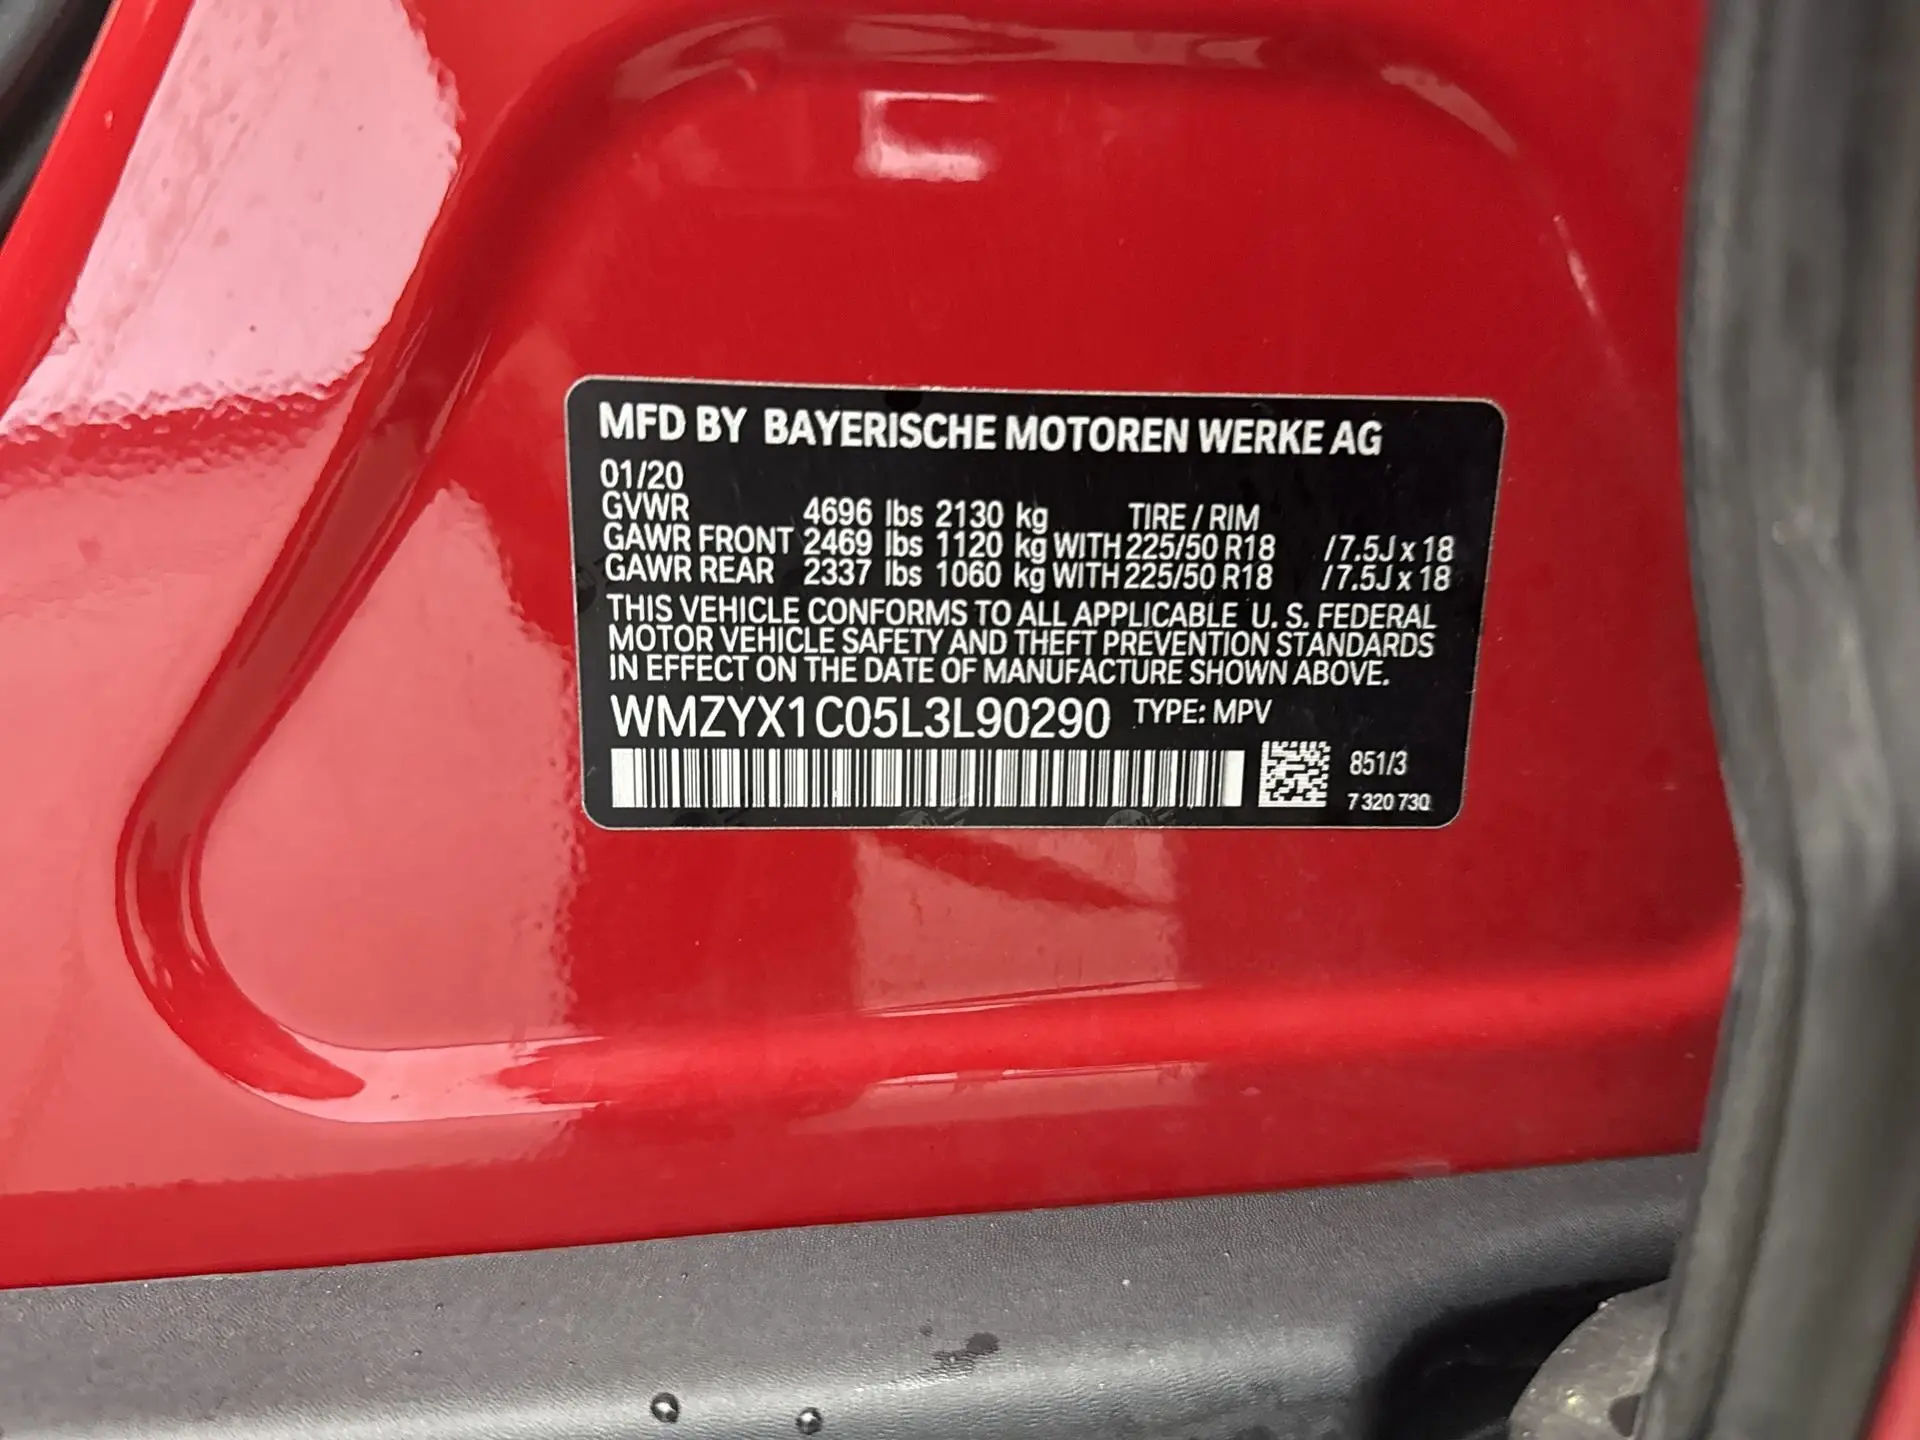 MFD BY BAYERISCHE MOTOREN WERKE AG
01/20
GVWR 4696 lbs 2130 kg TIRE / RIM
GAWR FRONT 2469 lbs 1120 kg WITH 225/50 R18 /7.5J x 18
GAWR REAR 2337 lbs 1060 kg WITH 225/50 R18 /7.5J x 18
THIS VEHICLE CONFORMS TO ALL APPLICABLE U. S. FEDERAL
MOTOR VEHICLE SAFETY AND THEFT PREVENTION STANDARDS
IN EFFECT ON THE DATE OF MANUFACTURE SHOWN ABOVE.
WMZYX1C05L3L90290 TYPE: MPV
851/3
7 320 730